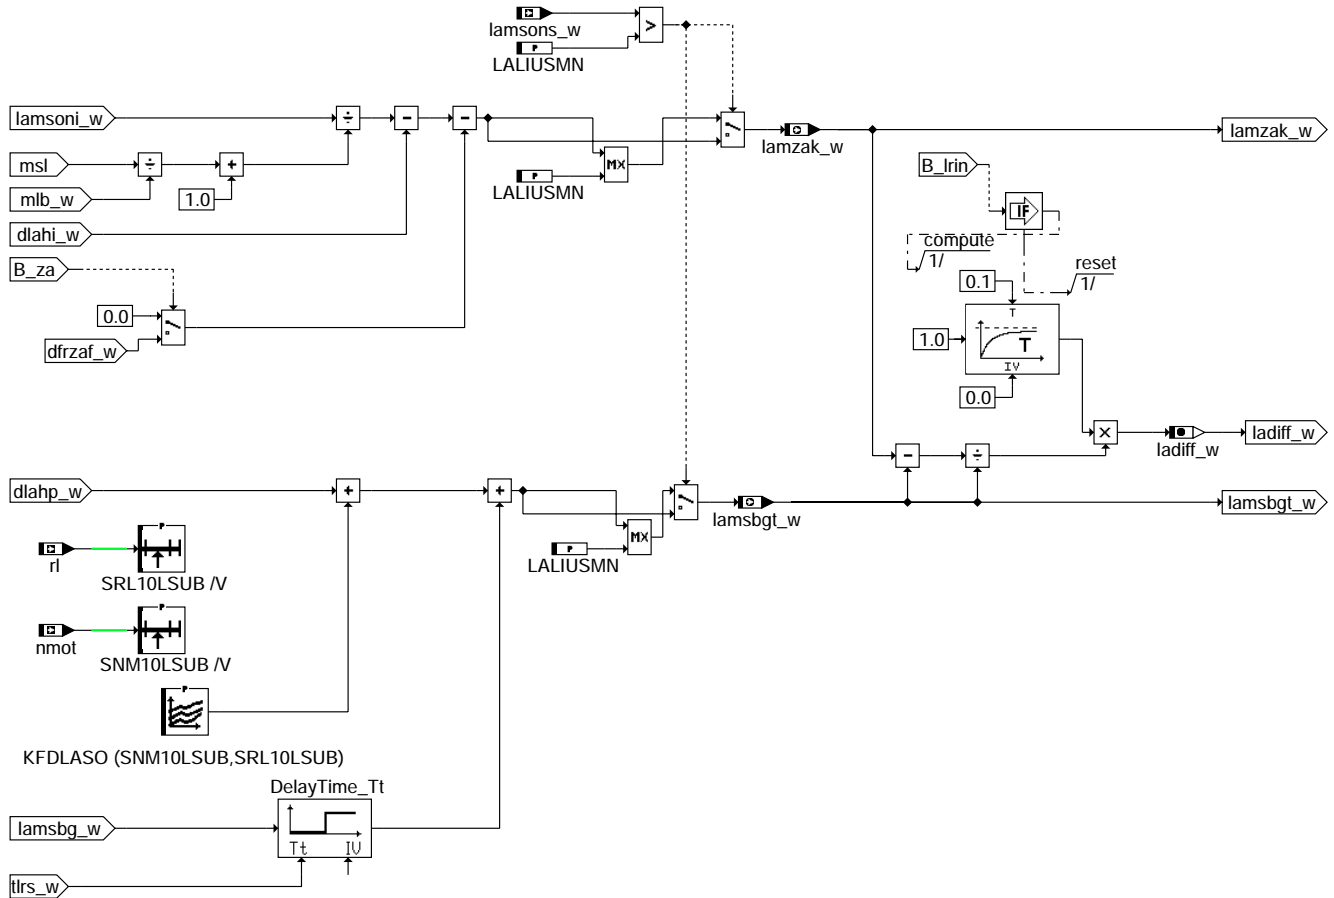 lamsons_w
>
P
LALIUSMN
lamsoni_w
÷
-
-
msl
÷
+
MX
lamzak_w
lamzak_w
P
LALIUSMN
B_lrin
mlb_w
1.0
IF
dlahi_w
compute
1/
B_za
reset
1/
0.1
T
0.0
1.0
T
dfrzaf_w
IV
0.0
×
ladiff_w
ladiff_w
-
÷
dlahp_w
+
+
lamsbgt_w
lamsbgt_w
MX
P
LALIUSMN
P
rl
SRL10LSUB /V
P
nmot
SNM10LSUB /V
P
KFDLASO (SNM10LSUB,SRL10LSUB)
DelayTime_Tt
lamsbg_w
Tt
IV
tlrs_w